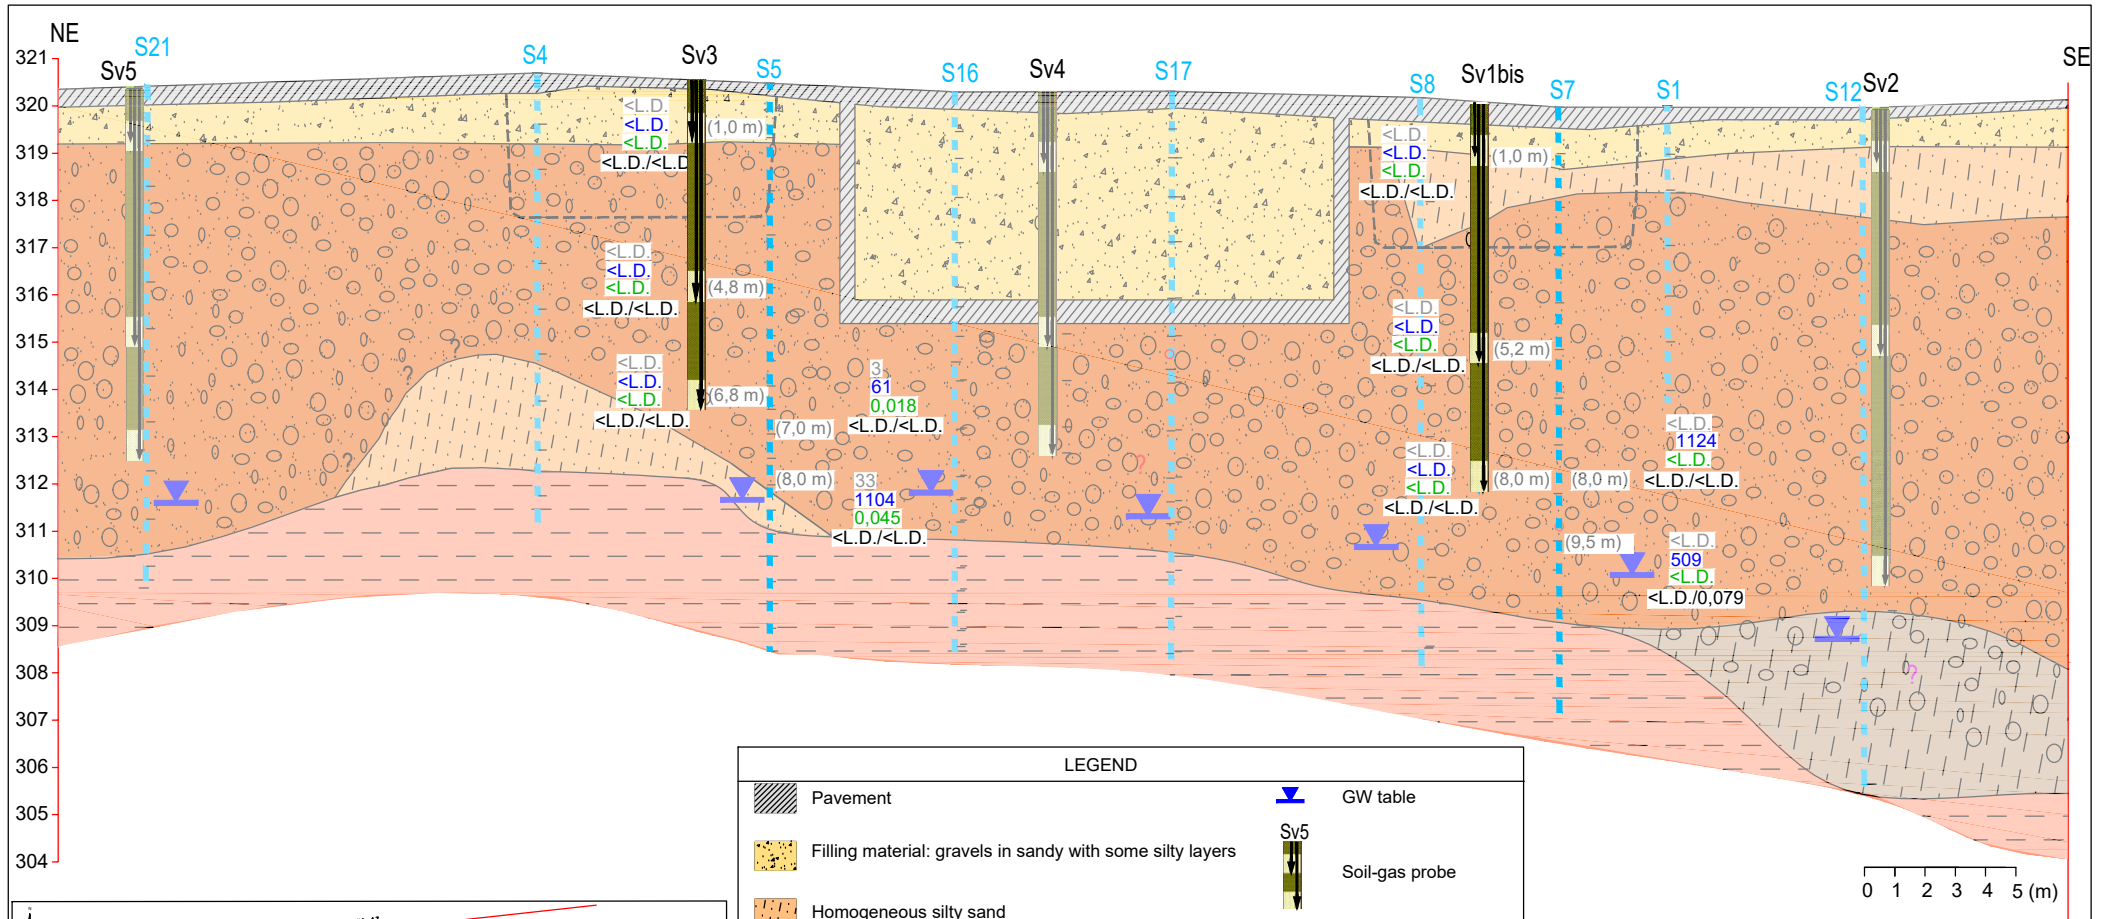 NE
SE
S21
S4
Sv3
S5
S16
Sv4
S17
S8
Sv1bis
S7
S1
S12
Sv2
Sv5
321
320
319
318
317
316
315
314
313
312
311
310
309
308
307
306
305
304
<L.D.
<L.D.
<L.D.
<L.D./<L.D
(1,0 m)
<L.D.
<L.D.
<L.D.
<L.D./<L.D.
(4,8 m)
<L.D.
<L.D.
<L.D.
<L.D./<L.D.
(6,8 m)
(7,0 m)
3
61
0,018
<L.D./<L.D.
(8,0 m)
33
1104
0,045
<L.D./<L.D.
<L.D.
<L.D.
<L.D.
<L.D./<L.D.
(1,0 m)
<L.D.
<L.D.
<L.D.
<L.D./<L.D.
(5,2 m)
<L.D.
<L.D.
<L.D.
<L.D./<L.D.
(8,0 m)
(8,0 m)
<L.D.
1124
<L.D.
<L.D./<L.D.
(9,5 m)
<L.D.
509
<L.D.
<L.D./0,079
?
?
?
?
?
LEGEND
Pavement
GW table
Filling material: gravels in sandy with some silty layers
Sv5
Soil-gas probe
Homogeneous silty sand
0 1 2 3 4 5 (m)